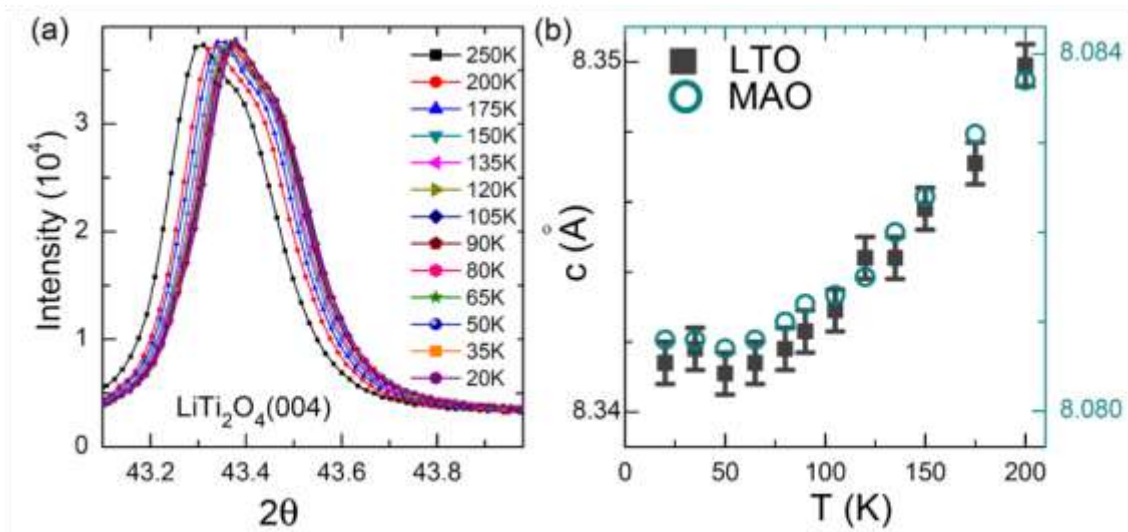 (a)
Intensity (10⁴)
4
3
2
1
0
43.2 43.4 43.6 43.8
2θ
LiTi₂O₄(004)
250K
200K
175K
150K
135K
120K
105K
90K
80K
65K
50K
35K
20K
(b)
c (Å)
8.35
8.34
LTO
MAO
8.084
8.080
0 50 100 150 200
T (K)